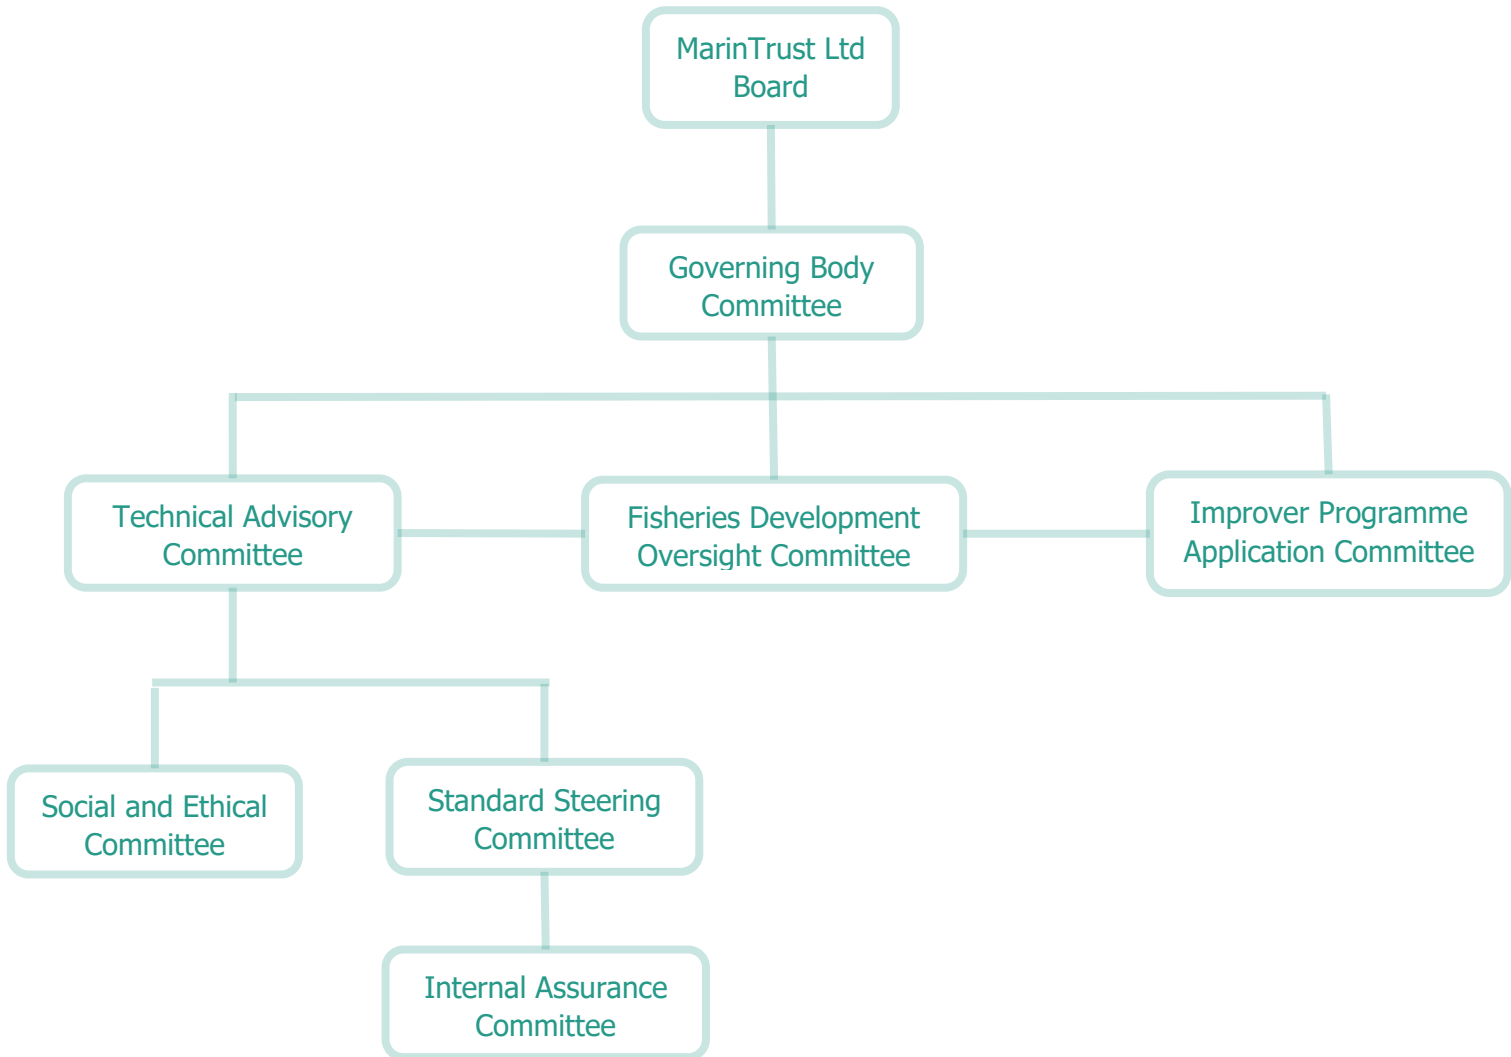 MarinTrust Ltd
Board
Governing Body
Committee
Technical Advisory
Committee
Fisheries Development
Oversight Committee
Improver Programme
Application Committee
Social and Ethical
Committee
Standard Steering
Committee
Internal Assurance
Committee